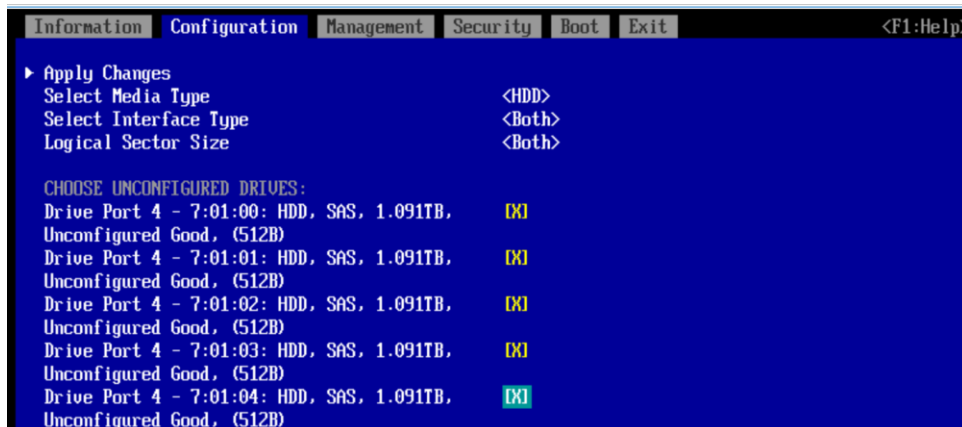 Information Configuration Management Security Boot Exit <F1:Help
Apply Changes
Select Media Type <HDD>
Select Interface Type <Both>
Logical Sector Size <Both>
CHOOSE UNCONFIGURED DRIVES:
Drive Port 4 - 7:01:00: HDD, SAS, 1.091TB, [X]
Unconfigured Good, (512B)
Drive Port 4 - 7:01:01: HDD, SAS, 1.091TB, [X]
Unconfigured Good, (512B)
Drive Port 4 - 7:01:02: HDD, SAS, 1.091TB, [X]
Unconfigured Good, (512B)
Drive Port 4 - 7:01:03: HDD, SAS, 1.091TB, [X]
Unconfigured Good, (512B)
Drive Port 4 - 7:01:04: HDD, SAS, 1.091TB, [X]
Unconfigured Good, (512B)